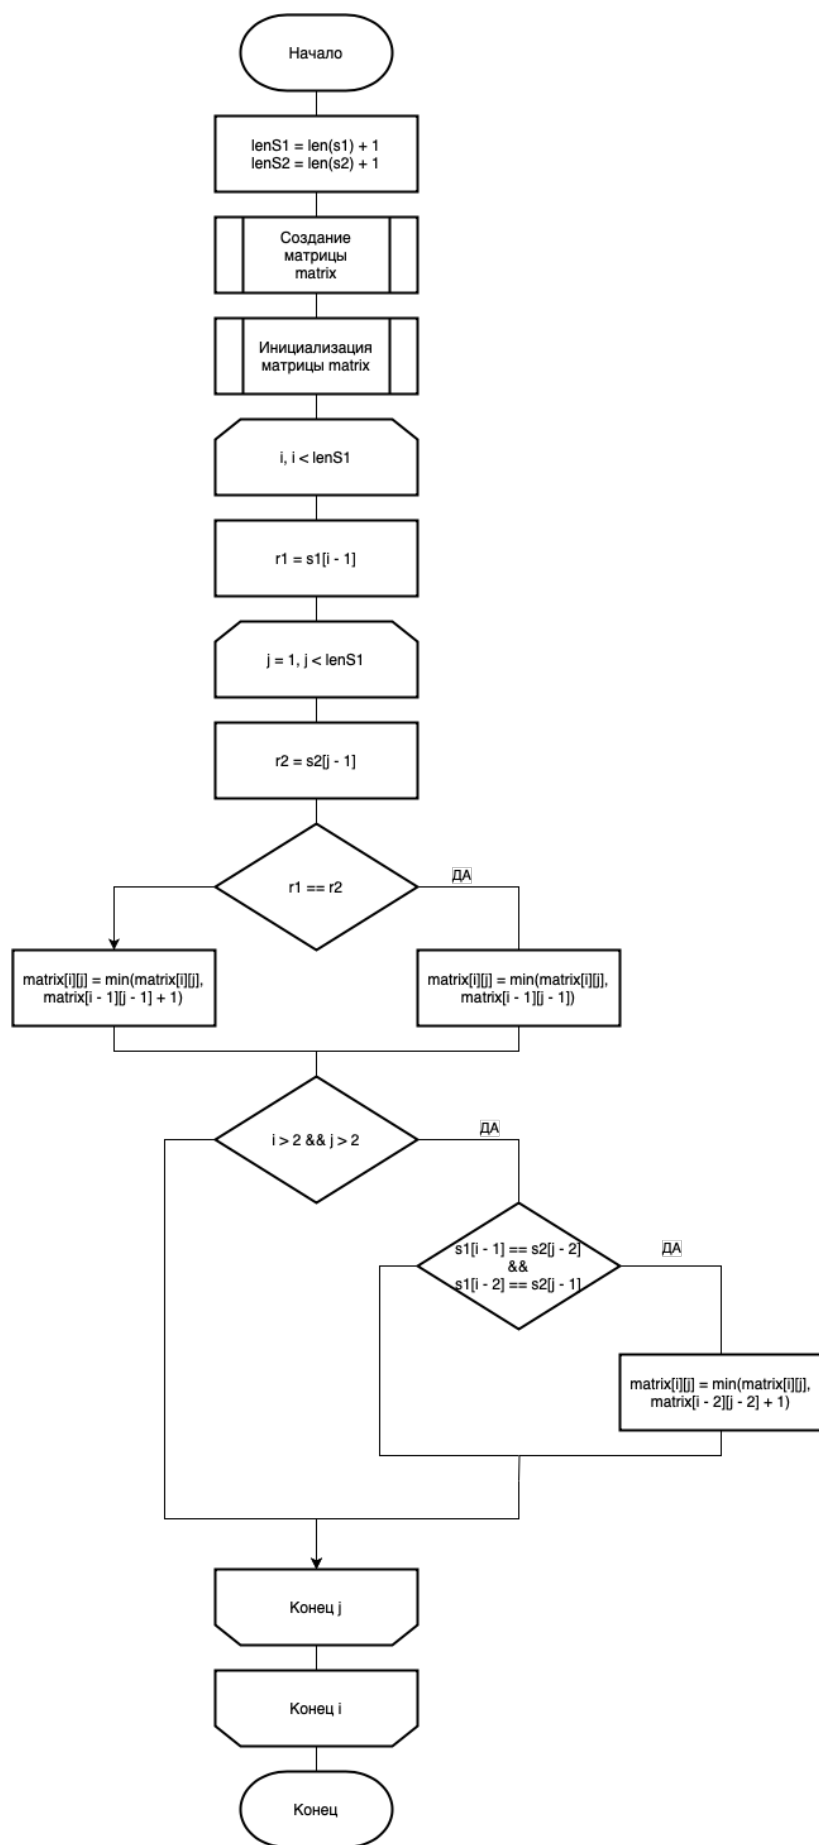 Начало
lenS1 = len(s1) + 1
lenS2 = len(s2) + 1
Создание
матрицы
matrix
Инициализация
матрицы matrix
i, i < lenS1
r1 = s1[i - 1]
j = 1, j < lenS1
r2 = s2[j - 1]
r1 == r2
ДА
matrix[i][j] = min(matrix[i][j],
matrix[i - 1][j - 1] + 1)
matrix[i][j] = min(matrix[i][j],
matrix[i - 1][j - 1])
i > 2 && j > 2
ДА
s1[i - 1] == s2[j - 2]
&&
s1[i - 2] == s2[j - 1]
ДА
matrix[i][j] = min(matrix[i][j],
matrix[i - 2][j - 2] + 1)
Конец j
Конец i
Конец